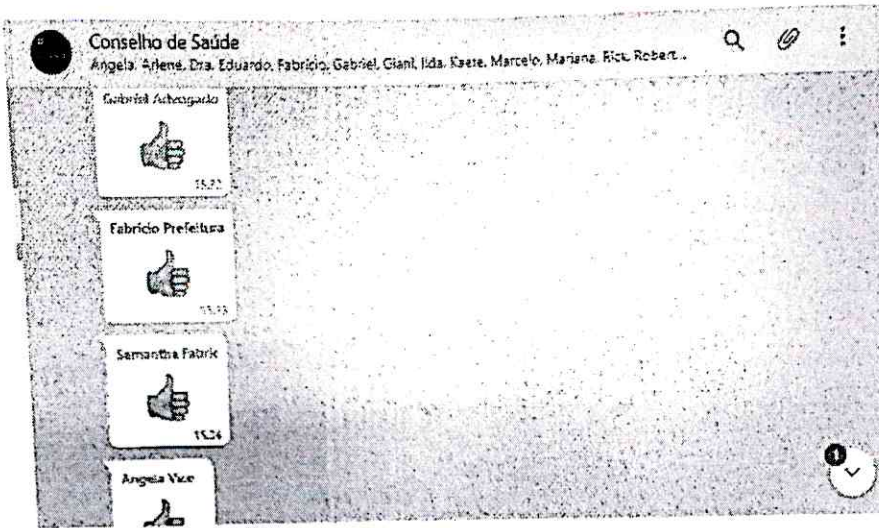 Conselho de Saúde
Angela, Arlene, Dra. Eduardo, Fabrício, Gabriel, Giani, Ilda, Kaete, Marcelo, Mariana, Rick, Robert...
Gabriel Advogado
15:22
Fabrício Prefeitura
Samantha Fabric
15:24
Angela Vice
1